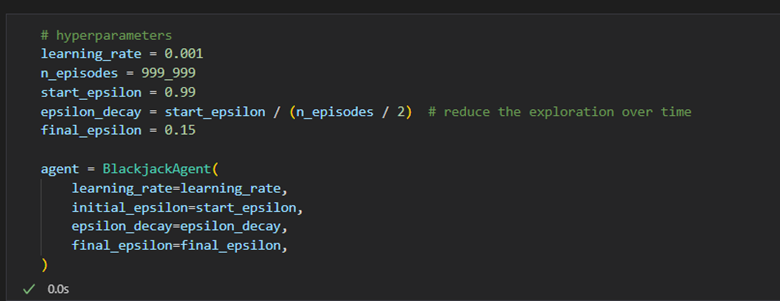 # hyperparameters
learning_rate = 0.001
n_episodes = 999_999
start_epsilon = 0.99
epsilon_decay = start_epsilon / (n_episodes / 2)  # reduce the exploration over time
final_epsilon = 0.15

agent = BlackjackAgent(
    learning_rate=learning_rate,
    initial_epsilon=start_epsilon,
    epsilon_decay=epsilon_decay,
    final_epsilon=final_epsilon,
)
✓ 0.0s